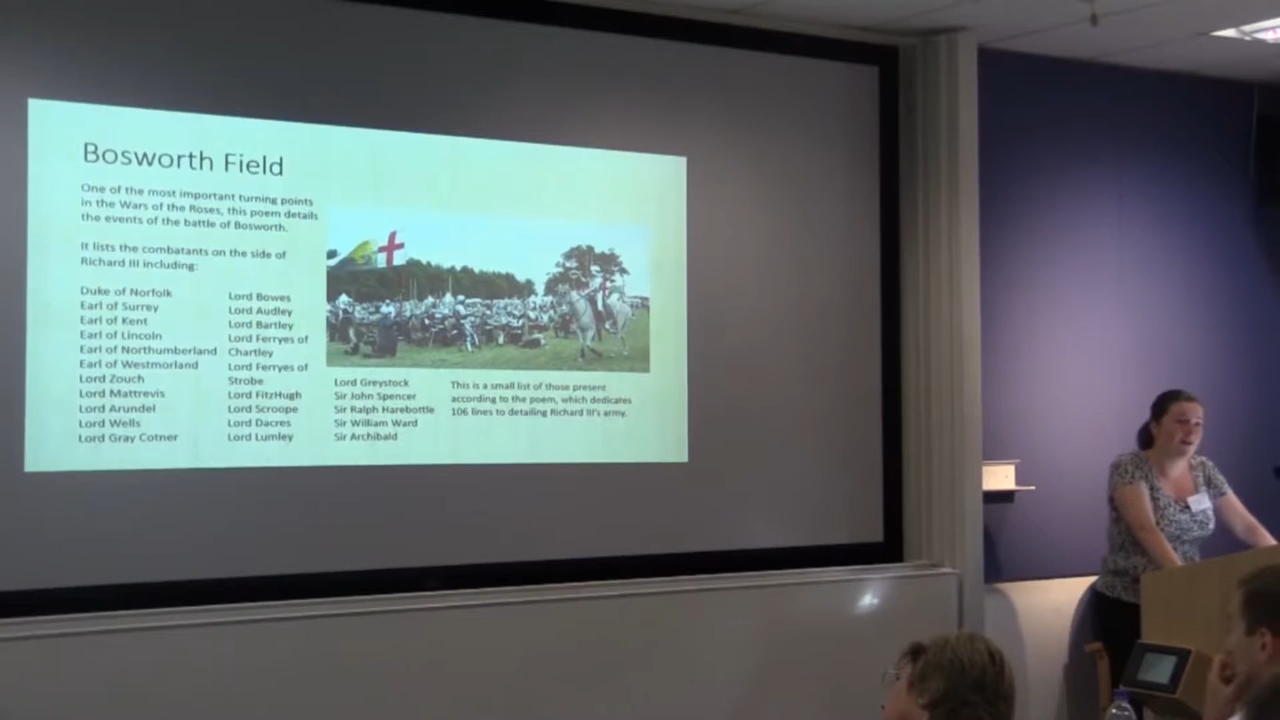 Bosworth Field
One of the most important turning points
in the Wars of the Roses, this poem details
the events of the battle of Bosworth.
It lists the combatants on the side of
Richard III including:
Duke of Norfolk
Earl of Surrey
Earl of Kent
Earl of Lincoln
Earl of Northumberland
Earl of Westmorland
Lord Zouch
Lord Mattrevis
Lord Arundel
Lord Wells
Lord Gray Cotner
Lord Bowes
Lord Audley
Lord Bartley
Lord Ferryes of
Chartley
Lord Ferryes of
Strobe
Lord FitzHugh
Lord Scroope
Lord Dacres
Lord Lumley
Lord Greystock
Sir John Spencer
Sir Ralph Harebottle
Sir William Ward
Sir Archibald
This is a small list of those present
according to the poem, which dedicates
106 lines to detailing Richard III's army.